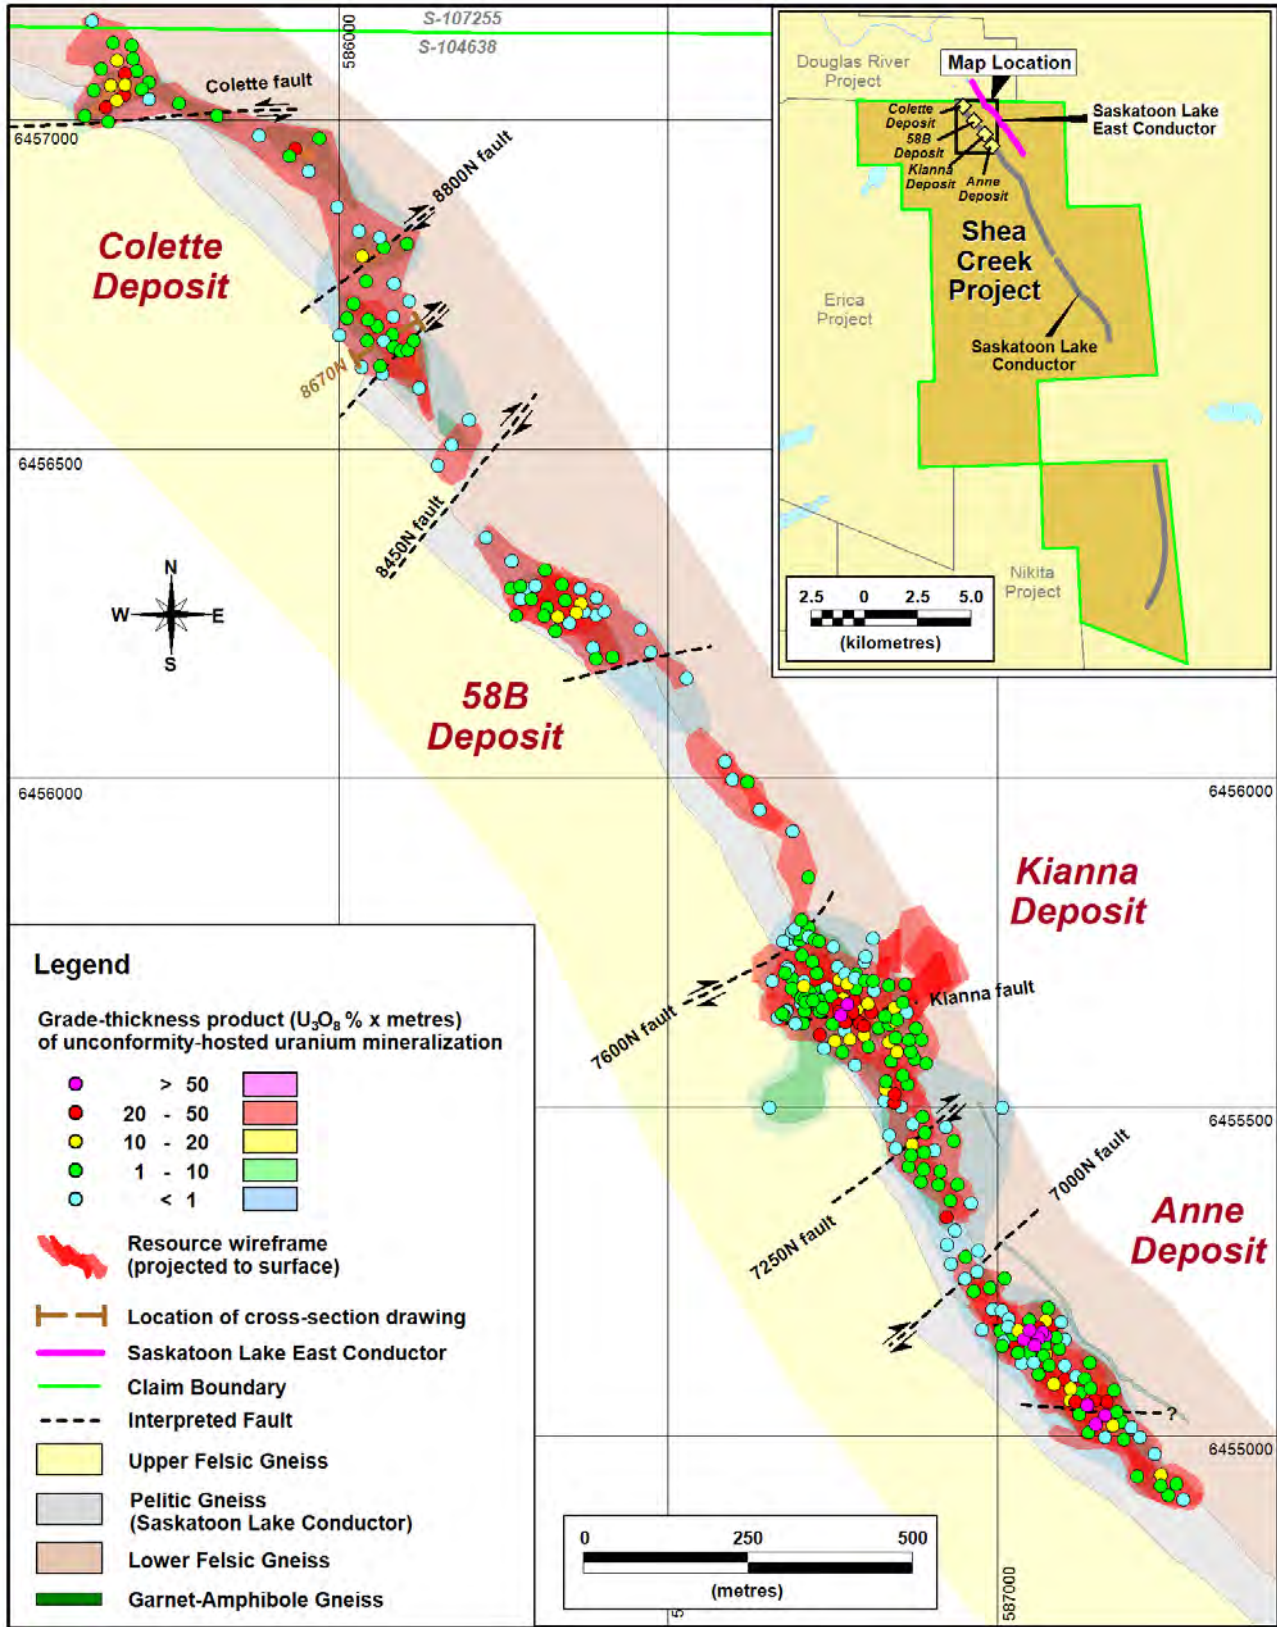 S-107255
S-104638
586000
Colette fault
6457000
8800N fault
Colette
Deposit
8670N
6456500
8450N fault
N
W
E
S
58B
Deposit
6456000
6456000
Kianna
Deposit
Kianna fault
7600N fault
6455500
7250N fault
7000N fault
Anne
Deposit
?
6455000
587000
5
0
250
500
(metres)
Douglas River
Project
Map Location
Colette
Deposit
58B
Deposit
Kianna
Deposit
Anne
Deposit
Saskatoon Lake
East Conductor
Shea
Creek
Project
Erica
Project
Saskatoon Lake
Conductor
Nikita
Project
2.5 0 2.5 5.0
(kilometres)
Legend
Grade-thickness product (U₃O₈ % x metres)
of unconformity-hosted uranium mineralization
> 50
20 - 50
10 - 20
1 - 10
< 1
Resource wireframe
(projected to surface)
Location of cross-section drawing
Saskatoon Lake East Conductor
Claim Boundary
Interpreted Fault
Upper Felsic Gneiss
Pelitic Gneiss
(Saskatoon Lake Conductor)
Lower Felsic Gneiss
Garnet-Amphibole Gneiss